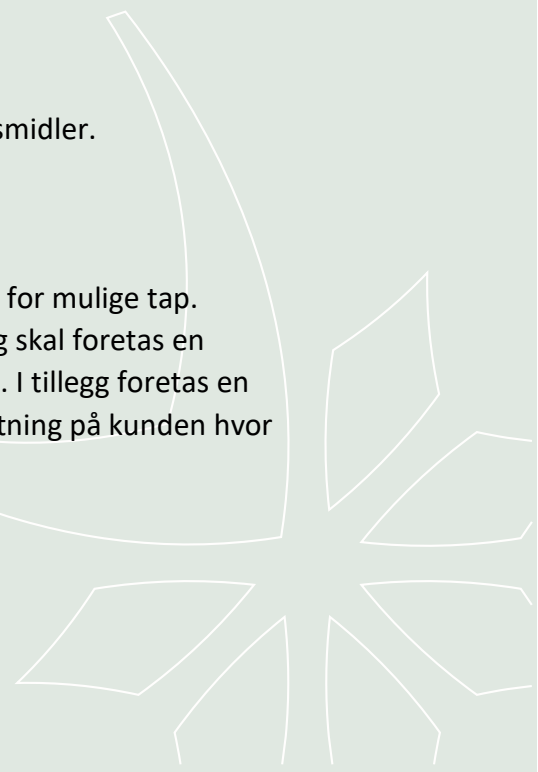 smidler.
for mulige tap.
g skal foretas en
. I tillegg foretas en
tning på kunden hvor